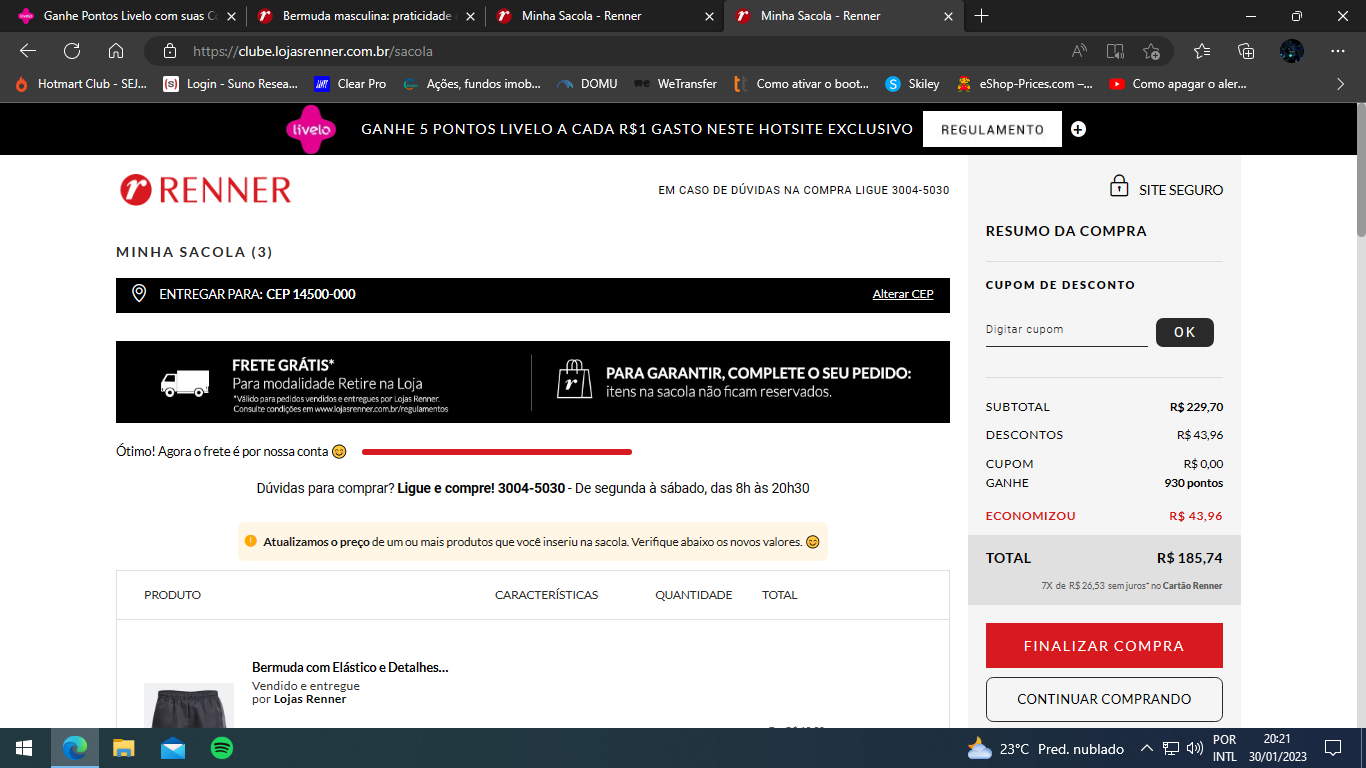 Ganhe Pontos Livelo com suas Co
Bermuda masculina: praticidade
Minha Sacola - Renner
Minha Sacola - Renner
https://clube.lojasrenner.com.br/sacola
Hotmart Club - SEJ...
Login - Suno Resea...
Clear Pro
Ações, fundos imob...
DOMU
WeTransfer
Como ativar o boot...
Skiley
eShop-Prices.com –...
Como apagar o aler...
livelo
GANHE 5 PONTOS LIVELO A CADA R$1 GASTO NESTE HOTSITE EXCLUSIVO
REGULAMENTO
RENNER
EM CASO DE DÚVIDAS NA COMPRA LIGUE 3004-5030
SITE SEGURO
MINHA SACOLA (3)
ENTREGAR PARA: CEP 14500-000
Alterar CEP
FRETE GRÁTIS*
Para modalidade Retire na Loja
*Válido para pedidos vendidos e entregues por Lojas Renner.
Consulte condições em www.lojasrenner.com.br/regulamentos
PARA GARANTIR, COMPLETE O SEU PEDIDO:
itens na sacola não ficam reservados.
Ótimo! Agora o frete é por nossa conta 😊
Dúvidas para comprar? Ligue e compre! 3004-5030 - De segunda à sábado, das 8h às 20h30
Atualizamos o preço de um ou mais produtos que você inseriu na sacola. Verifique abaixo os novos valores. 😊
PRODUTO CARACTERÍSTICAS QUANTIDADE TOTAL
Bermuda com Elástico e Detalhes...
Vendido e entregue
por Lojas Renner
RESUMO DA COMPRA
CUPOM DE DESCONTO
Digitar cupom
OK
SUBTOTAL R$ 229,70
DESCONTOS R$ 43,96
CUPOM R$ 0,00
GANHE 930 pontos
ECONOMIZOU R$ 43,96
TOTAL R$ 185,74
7X de R$ 26,53 sem juros* no Cartão Renner
FINALIZAR COMPRA
CONTINUAR COMPRANDO
23°C Pred. nublado
POR
INTL
20:21
30/01/2023